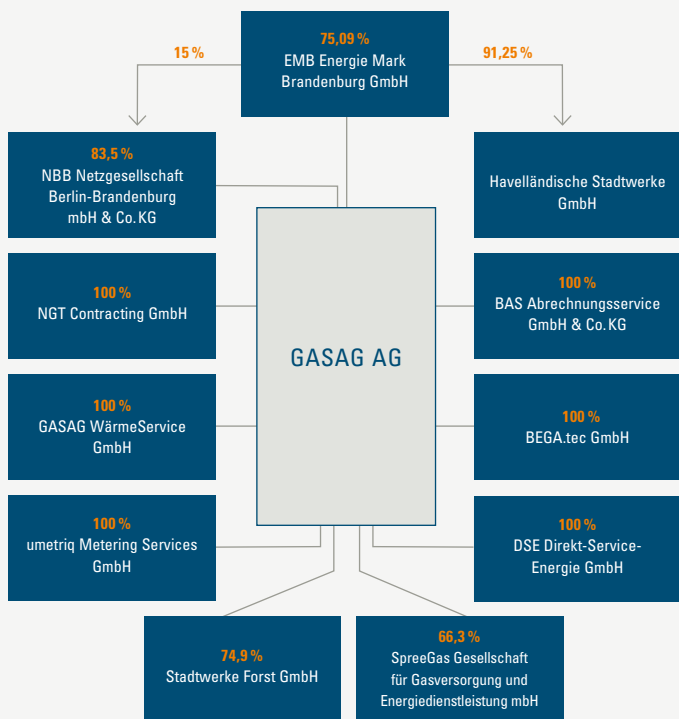 75,09 %
EMB Energie Mark
Brandenburg GmbH
15 %
91,25 %
83,5 %
NBB Netzgesellschaft
Berlin-Brandenburg
mbH & Co. KG
Havelländische Stadtwerke
GmbH
100 %
NGT Contracting GmbH
100 %
BAS Abrechnungsservice
GmbH & Co. KG
GASAG AG
100 %
GASAG WärmeService
GmbH
100 %
BEGA.tec GmbH
100 %
umetriq Metering Services
GmbH
100 %
DSE Direkt-Service-
Energie GmbH
74,9 %
Stadtwerke Forst GmbH
66,3 %
SpreeGas Gesellschaft
für Gasversorgung und
Energiedienstleistung mbH